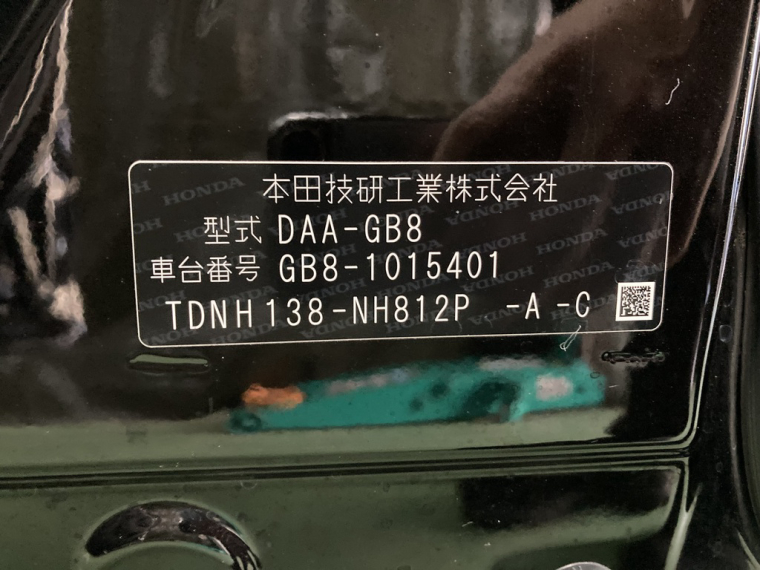 本田技研工業株式会社
型式 DAA-GB8
車台番号 GB8-1015401
TDNH138-NH812P -A -C